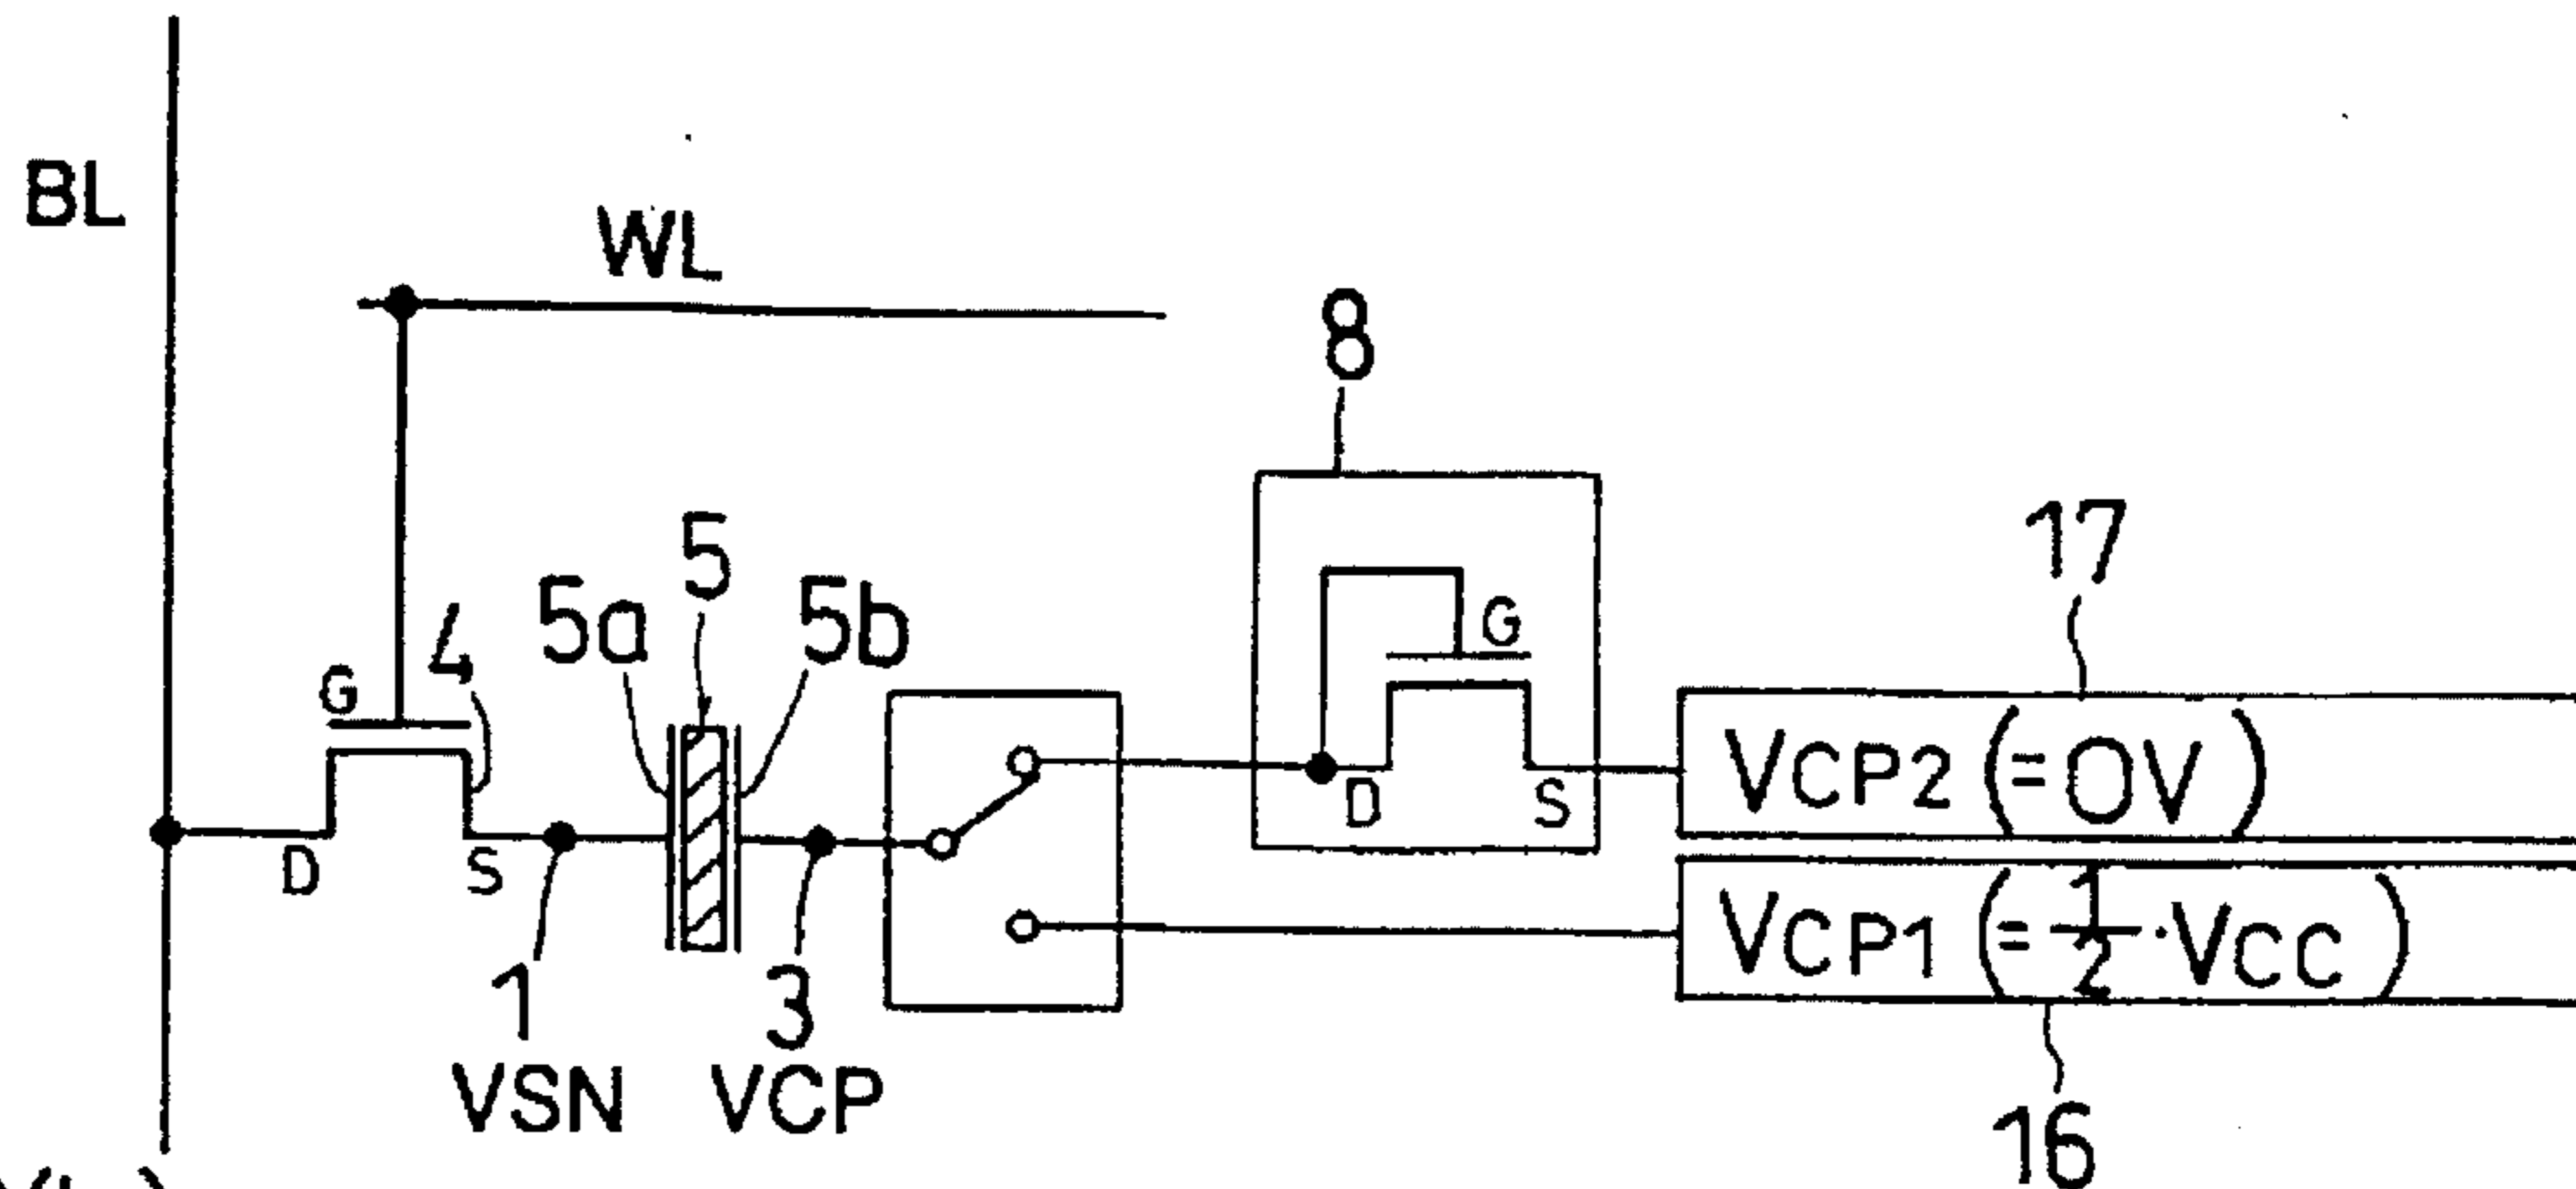 BL
WL
8
17
5
5a
5b
4
G
G
D
S
D
S
VCP2 (=0V)
VCP1 (=1/2·VCC)
1
3
VSN
VCP
16